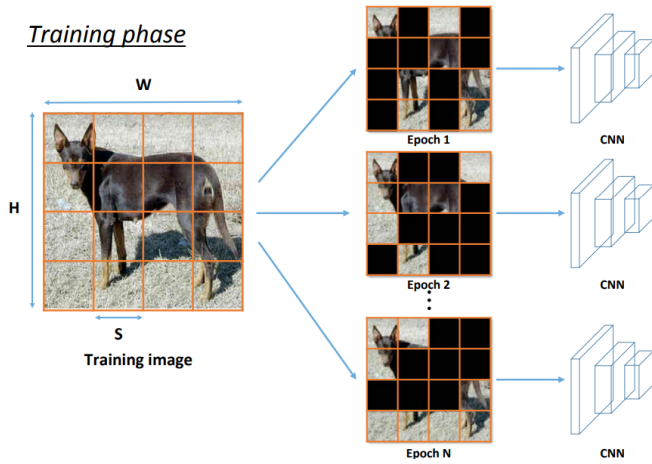 Training phase
W
H
S
Training image
Epoch 1
CNN
Epoch 2
CNN
Epoch N
CNN